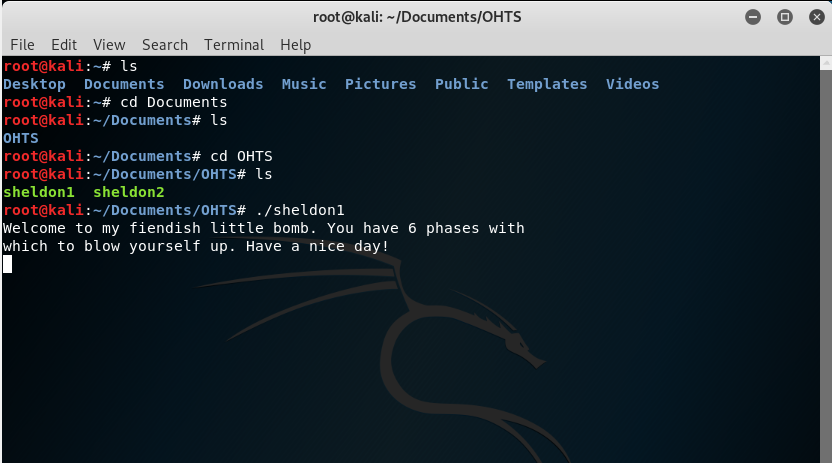 root@kali: ~/Documents/OHTS
File Edit View Search Terminal Help
root@kali:~# ls
Desktop Documents Downloads Music Pictures Public Templates Videos
root@kali:~# cd Documents
root@kali:~/Documents# ls
OHTS
root@kali:~/Documents# cd OHTS
root@kali:~/Documents/OHTS# ls
sheldon1 sheldon2
root@kali:~/Documents/OHTS# ./sheldon1
Welcome to my fiendish little bomb. You have 6 phases with
which to blow yourself up. Have a nice day!